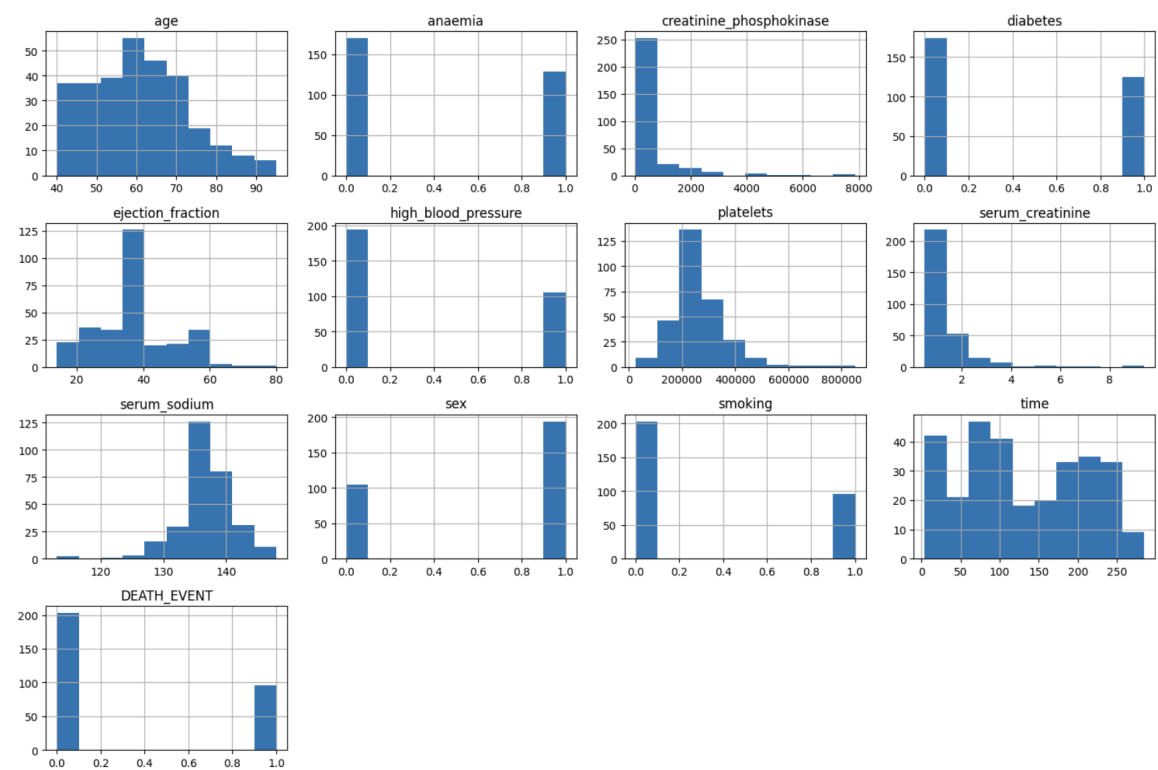 age anaemia creatinine_phosphokinase diabetes
50 150 250 150
40 200
30 100 150 100
20 100
10 50 50 50
0 0 0 0
40 50 60 70 80 90 0.0 0.2 0.4 0.6 0.8 1.0 0 2000 4000 6000 8000 0.0 0.2 0.4 0.6 0.8 1.0
ejection_fraction high_blood_pressure platelets serum_creatinine
125 200 125 200
100 150 100 150
75 100 75 100
50 50
25 50 25 50
0 0 0 0
20 40 60 80 0.0 0.2 0.4 0.6 0.8 1.0 0 200000 400000 600000 800000 2 4 6 8
serum_sodium sex smoking time
125 200 200 40
100 150 150 30
75 100 100 20
50
25 50 50 10
0 0 0 0
120 130 140 0.0 0.2 0.4 0.6 0.8 1.0 0.0 0.2 0.4 0.6 0.8 1.0 0 50 100 150 200 250
DEATH_EVENT
200
150
100
50
0
0.0 0.2 0.4 0.6 0.8 1.0